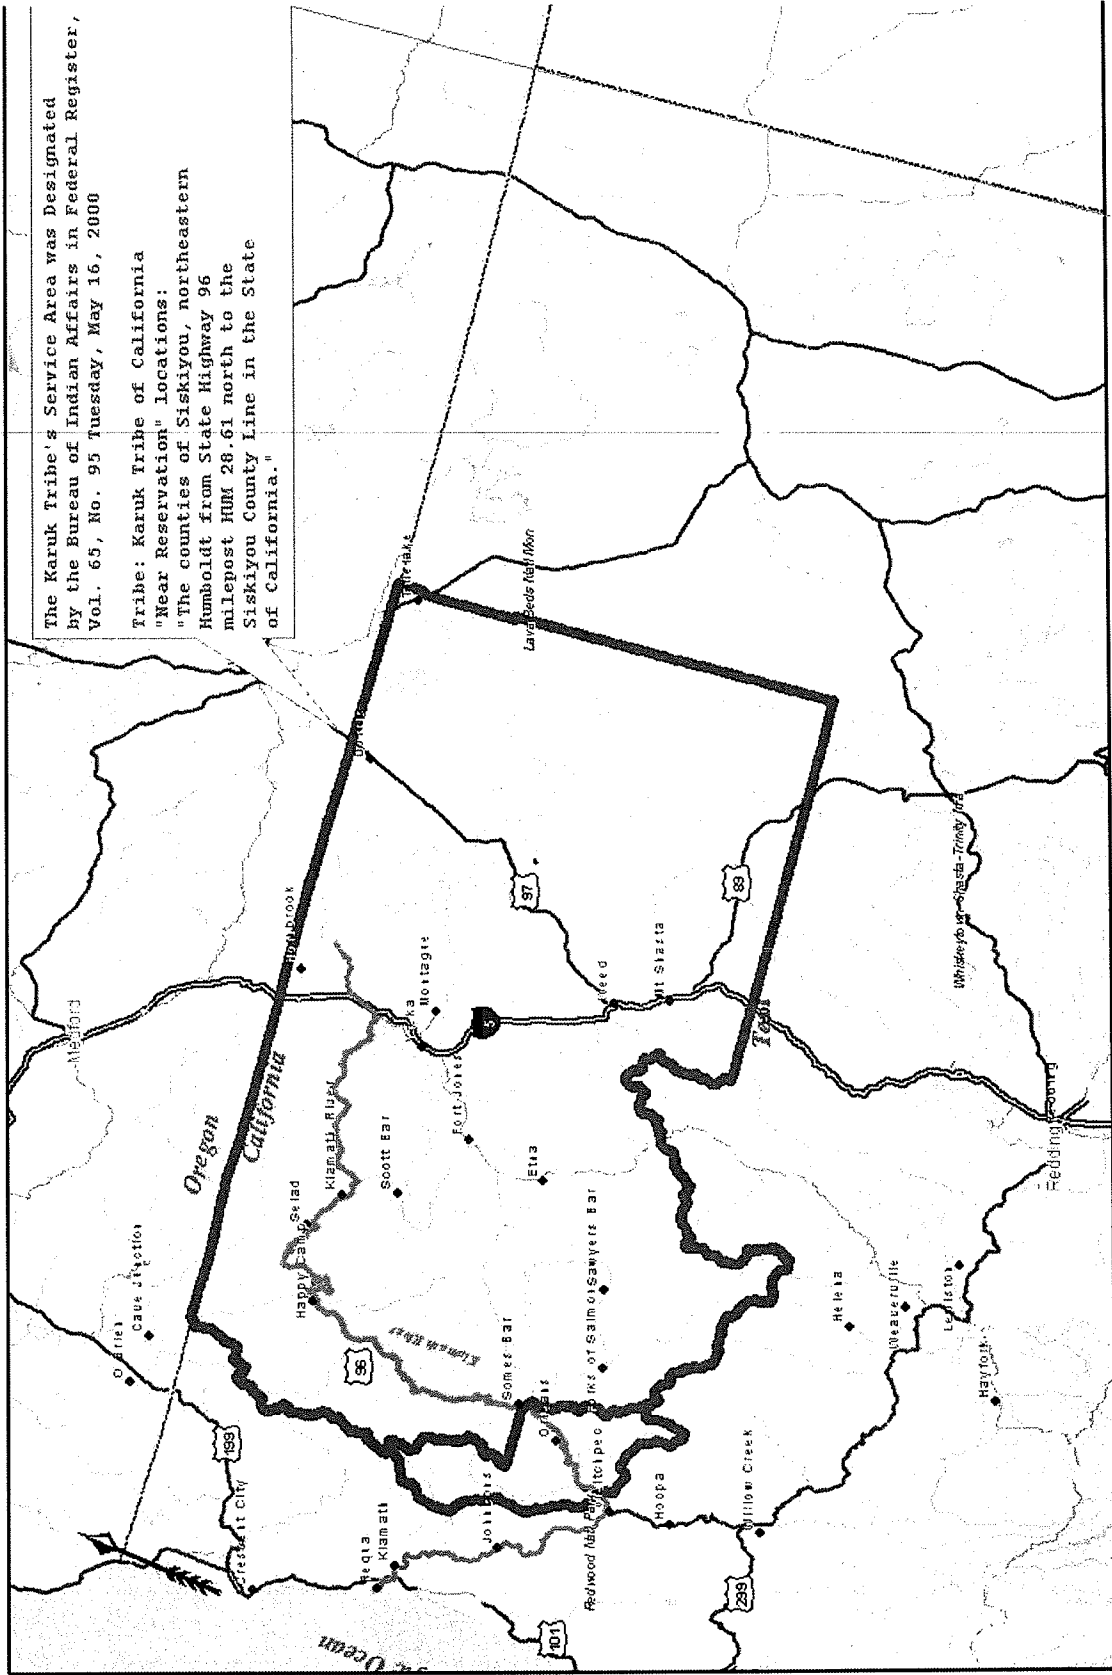 The Karuk Tribe's Service Area was Designated
by the Bureau of Indian Affairs in Federal Register,
Vol. 65, No. 95 Tuesday, May 16, 2000
Tribe: Karuk Tribe of California
"Near Reservation" locations:
"The counties of Siskiyou, northeastern
Humboldt from State Highway 96
milepost HUM 28.61 north to the
Siskiyou County Line in the State
of California."
Medford
Oregon
California
O'Brien
Cave Junction
199
Crescent City
Requa
Klamath
Ocean
101
Redwood Natl Park
Hoopa
Willow Creek
299
Happy Camp
Seiad
Klamath River
Scott Bar
96
Klamath River
Somes Bar
Orleans
Forks of Salmon
Sawyers Bar
Etna
Fort Jones
Montague
Hornbrook
5
97
Weed
Mt Shasta
89
Lava Beds Natl Mon
Helena
Weaverville
Lewiston
Hayfork
Redding
Whiskeytown-Shasta-Trinity